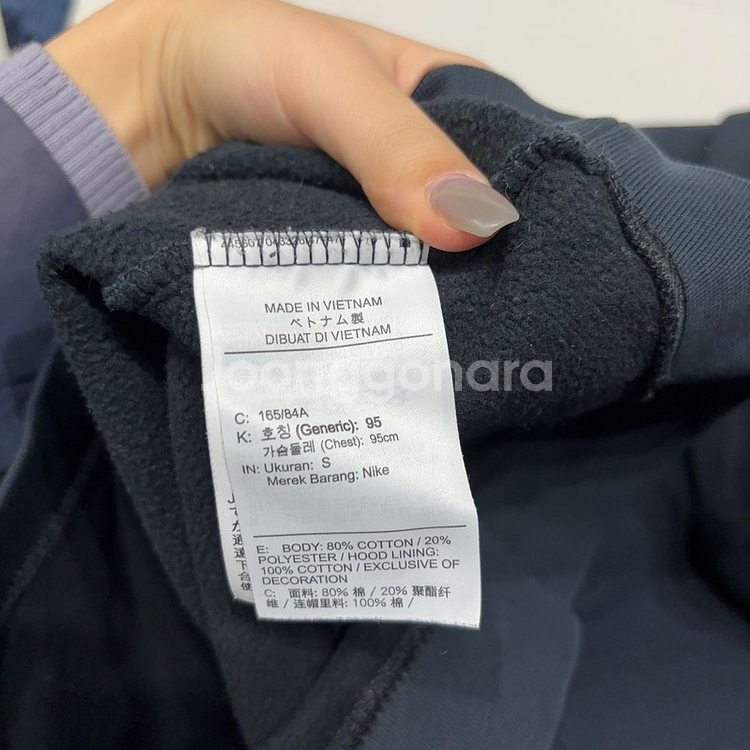 MADE IN VIETNAM
ベトナム製
DIBUAT DI VIETNAM
Joonggonara
C: 165/84A
K: 호칭 (Generic): 95
가슴둘레 (Chest): 95cm
IN: Ukuran: S
Merek Barang: Nike
E: BODY: 80% COTTON / 20%
POLYESTER / HOOD LINING:
100% COTTON / EXCLUSIVE OF
DECORATION
C: 面料: 80% 棉 / 20% 聚酯纤
维 / 连帽里料: 100% 棉 /